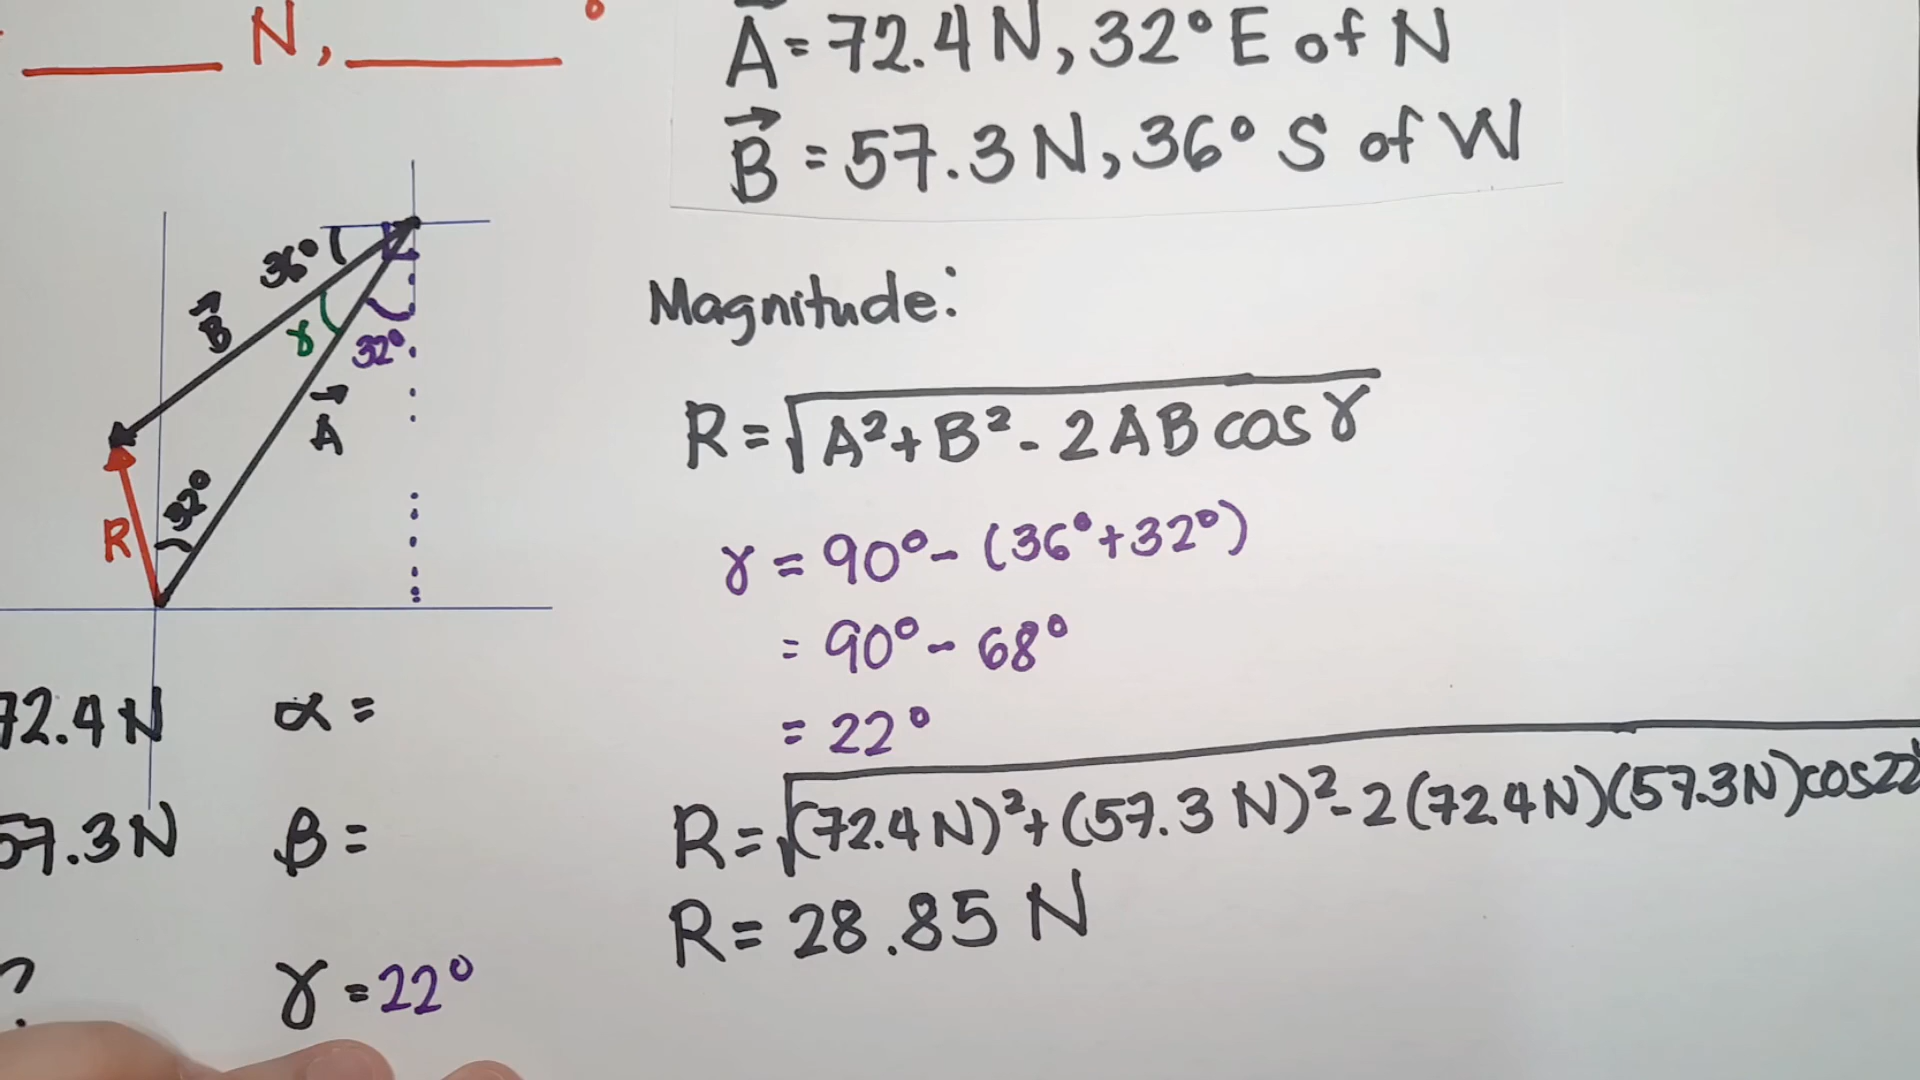 N, °
A = 72.4 N, 32° E of N
B = 57.3 N, 36° S of W
36°
B
γ
32°
A
32°
R
Magnitude:
R = √A² + B² - 2AB cos γ
γ = 90° - (36° + 32°)
= 90° - 68°
= 22°
R = √(72.4 N)² + (57.3 N)² - 2(72.4 N)(57.3 N) cos 22°
R = 28.85 N
72.4 N α =
57.3 N β =
? γ = 22°